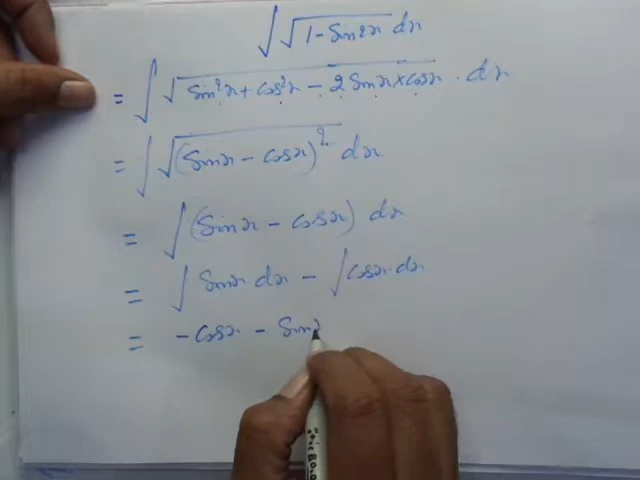 ∫ √(1 - Sin2x) dx
= ∫ √(Sin²x + Cos²x - 2 Sinx × Cosx) . dx
= ∫ √((Sinx - Cosx)²) dx
= ∫ (Sinx - Cosx) dx
= ∫ Sinx dx - ∫ Cosx . dx
= - Cosx - Sinx